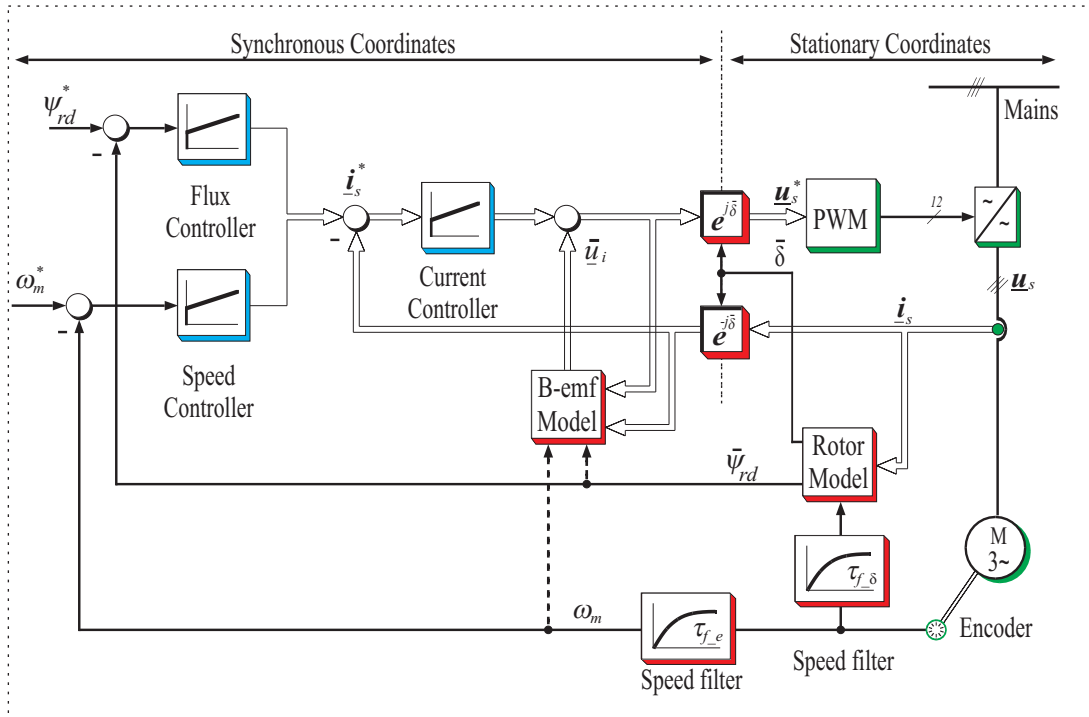 Synchronous Coordinates
Stationary Coordinates
Mains
ψ*rd
-
Flux
Controller
i*s
-
Current
Controller
ūi
e^jδ̄
u*s
PWM
12
~
~
δ̄
us
ω*m
-
Speed
Controller
e^-jδ̄
is
B-emf
Model
ψ̄rd
Rotor
Model
M
3~
τf_δ
ωm
τf_e
Encoder
Speed filter
Speed filter